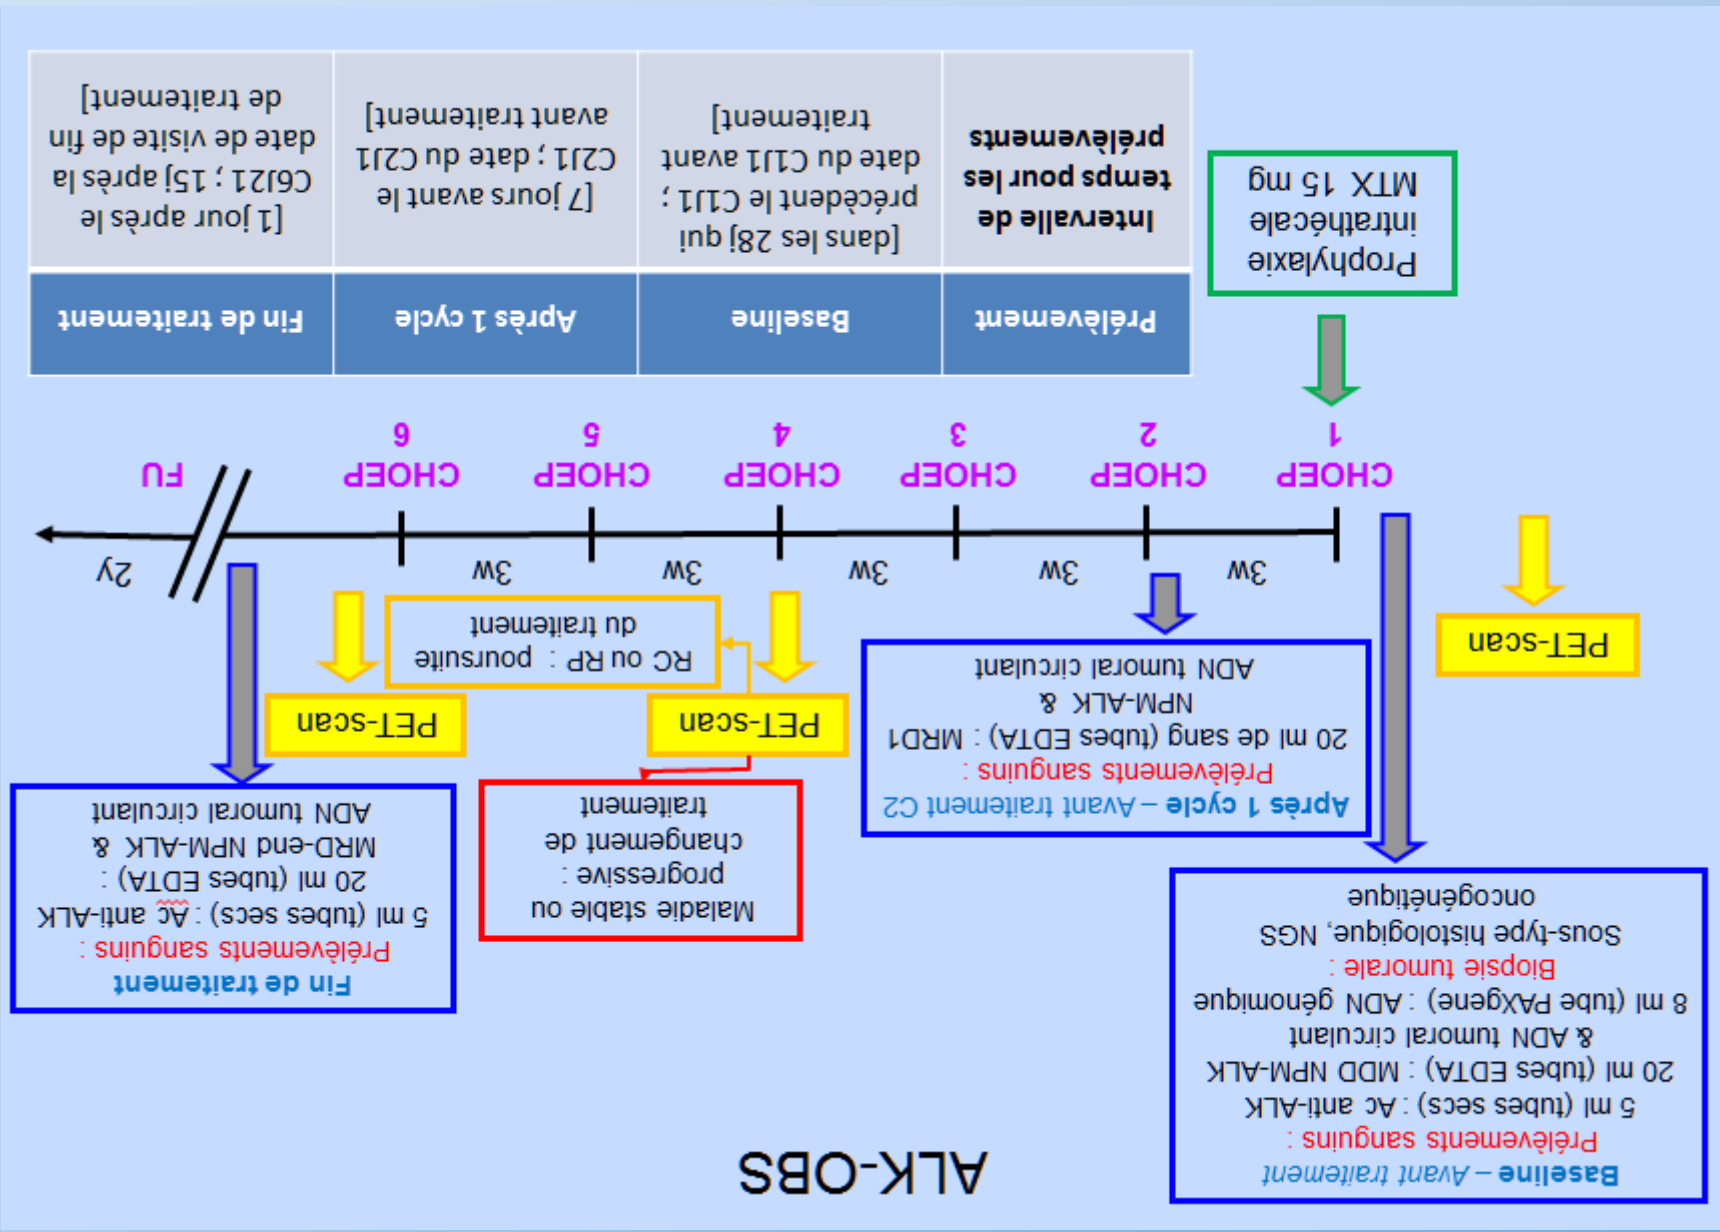 ALK-OBS
Baseline – Avant traitement
Prélèvements sanguins :
5 ml (tubes secs) : Ac anti-ALK
20 ml (tubes EDTA) : MDD NPM-ALK
& ADN tumoral circulant
8 ml (tube PAXgene) : ADN génomique
Biopsie tumorale :
Sous-type histologique, NGS
oncogénétique
Après 1 cycle – Avant traitement C2
Prélèvements sanguins :
20 ml de sang (tubes EDTA) : MRD1
NPM-ALK &
ADN tumoral circulant
Maladie stable ou
progressive :
changement de
traitement
Fin de traitement
Prélèvements sanguins :
5 ml (tubes secs) : Ac anti-ALK
20 ml (tubes EDTA) :
MRD-end NPM-ALK &
ADN tumoral circulant
PET-scan
PET-scan
RC ou RP : poursuite
du traitement
PET-scan
3w
3w
3w
3w
3w
2y
CHOEP
1
CHOEP
2
CHOEP
3
CHOEP
4
CHOEP
5
CHOEP
6
FU
Prophylaxie
intrathécale
MTX 15 mg
Prélèvement
Baseline
Après 1 cycle
Fin de traitement
Intervalle de
temps pour les
prélèvements
[dans les 28j qui
précèdent le C1J1 ;
date du C1J1 avant
traitement]
[7 jours avant le
C2J1 ; date du C2J1
avant traitement]
[1 jour après le
C6J21 ; 15j après la
date de visite de fin
de traitement]